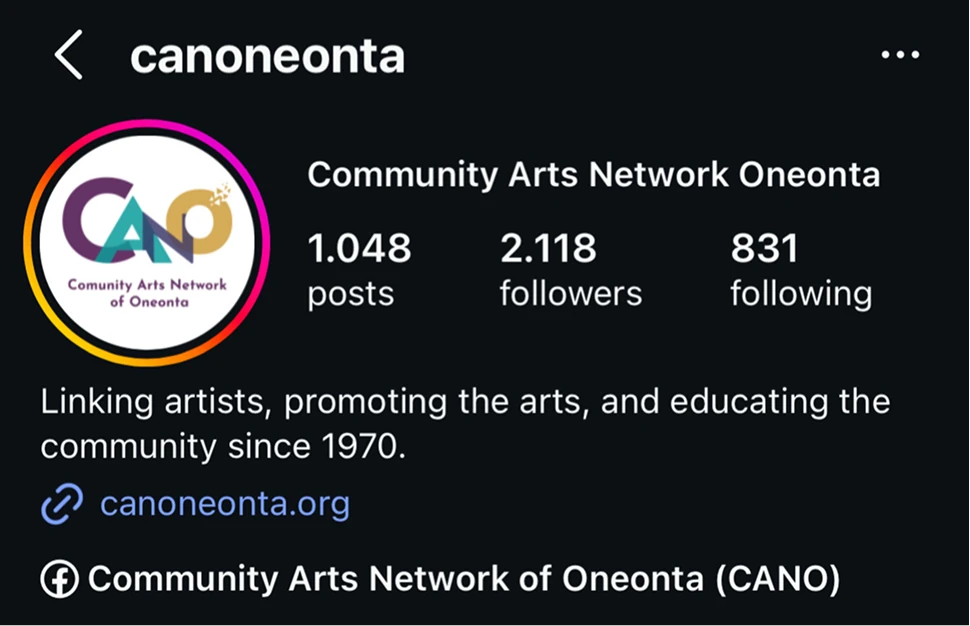 canoneonta
CANO
Comunity Arts Network
of Oneonta
Community Arts Network Oneonta
1.048 2.118 831
posts followers following
Linking artists, promoting the arts, and educating the
community since 1970.
canoneonta.org
Community Arts Network of Oneonta (CANO)